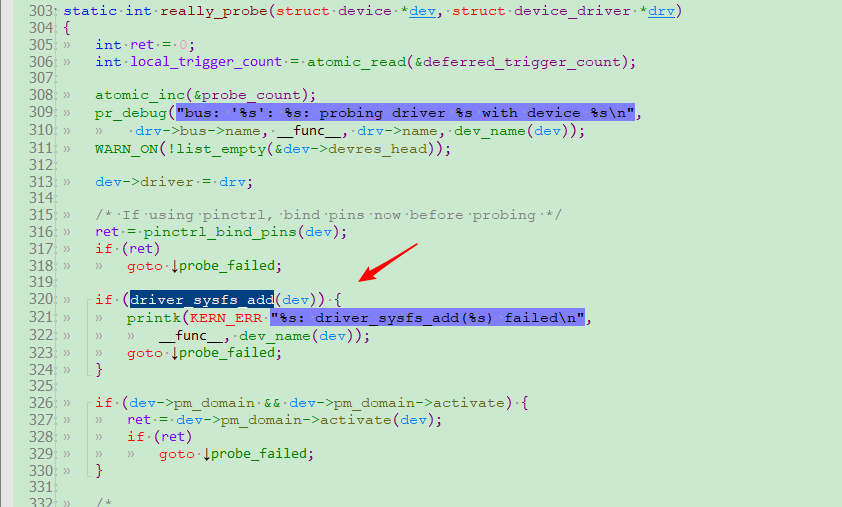 303 static int really_probe(struct device *dev, struct device_driver *drv)
304 {
305 » int ret = 0;
306 » int local_trigger_count = atomic_read(&deferred_trigger_count);
307
308 » atomic_inc(&probe_count);
309 » pr_debug("bus: '%s': %s: probing driver %s with device %s\n",
310 » » drv->bus->name, __func__, drv->name, dev_name(dev));
311 » WARN_ON(!list_empty(&dev->devres_head));
312
313 » dev->driver = drv;
314
315 » /* If using pinctrl, bind pins now before probing */
316 » ret = pinctrl_bind_pins(dev);
317 » if (ret)
318 » » goto ↓probe_failed;
319
320 » if (driver_sysfs_add(dev)) {
321 » » printk(KERN_ERR "%s: driver_sysfs_add(%s) failed\n",
322 » » » __func__, dev_name(dev));
323 » » goto ↓probe_failed;
324 » }
325
326 » if (dev->pm_domain && dev->pm_domain->activate) {
327 » » ret = dev->pm_domain->activate(dev);
328 » » if (ret)
329 » » » goto ↓probe_failed;
330 » }
331
332 » /*